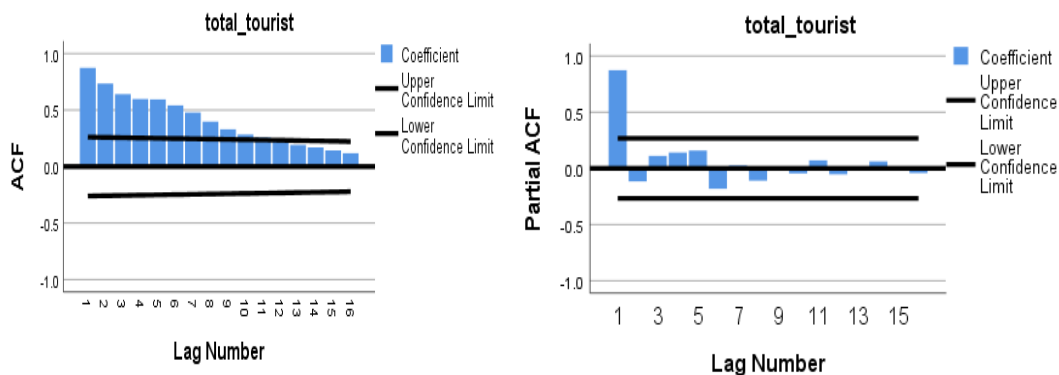 total_tourist
1.0
0.5
0.0
-0.5
-1.0
ACF
1
2
3
4
5
6
7
8
9
10
11
12
13
14
15
16
Lag Number
Coefficient
Upper
Confidence Limit
Lower
Confidence Limit
total_tourist
1.0
0.5
0.0
-0.5
-1.0
Partial ACF
1 3 5 7 9 11 13 15
Lag Number
Coefficient
Upper
Confidence
Limit
Lower
Confidence
Limit